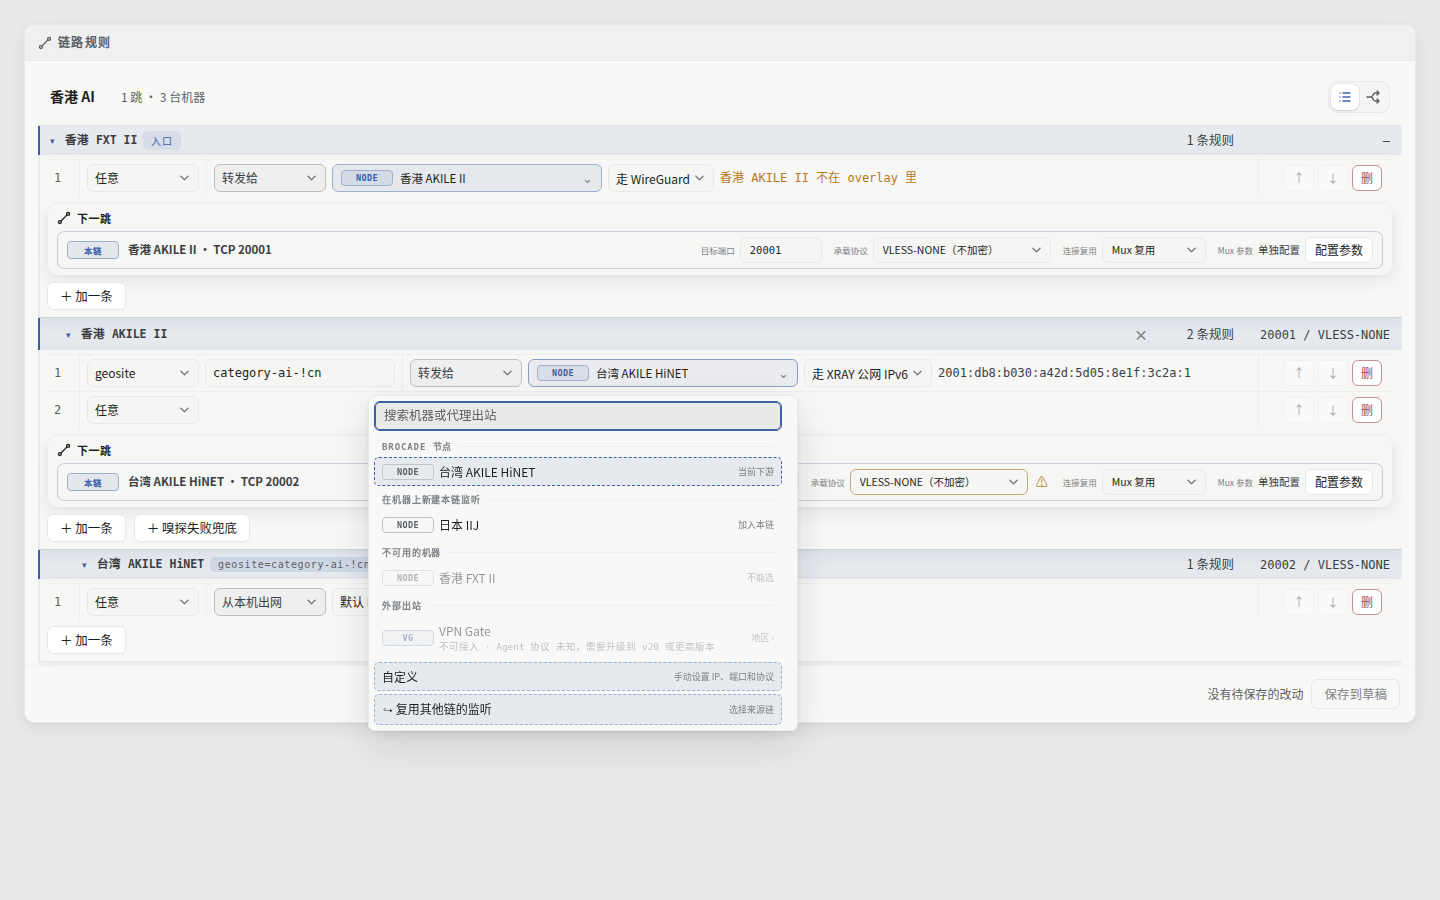 链路规则
香港 AI 1 跳 · 3 台机器
▾ 香港 FXT II 入口 1 条规则 −
1 任意 转发给 NODE 香港 AKILE II 走 WireGuard 香港 AKILE II 不在 overlay 里 ↑ ↓ 删
下一跳
本链 香港 AKILE II · TCP 20001 目标端口 20001 承载协议 VLESS-NONE（不加密） 连接复用 Mux 复用 Mux 参数 单独配置 配置参数
＋ 加一条
▾ 香港 AKILE II × 2 条规则 20001 / VLESS-NONE
1 geosite category-ai-!cn 转发给 NODE 台湾 AKILE HiNET 走 XRAY 公网 IPv6 2001:db8:b030:a42d:5d05:8e1f:3c2a:1 ↑ ↓ 删
2 任意 ↑ ↓ 删
搜索机器或代理出站
BROCADE 节点
NODE 台湾 AKILE HiNET 当前下游
在机器上新建本链监听
NODE 日本 IIJ 加入本链
不可用的机器
NODE 香港 FXT II 不能选
外部出站
VG VPN Gate 地区 ›
不可接入 · Agent 协议 未知，需要升级到 v20 或更高版本
自定义 手动设置 IP、端口和协议
↪ 复用其他链的监听 选择来源链
下一跳
本链 台湾 AKILE HiNET · TCP 20002 承载协议 VLESS-NONE（不加密） 连接复用 Mux 复用 Mux 参数 单独配置 配置参数
＋ 加一条 ＋ 嗅探失败兜底
▾ 台湾 AKILE HiNET geosite=category-ai-!cn 1 条规则 20002 / VLESS-NONE
1 任意 从本机出网 默认 ↑ ↓ 删
＋ 加一条
没有待保存的改动 保存到草稿